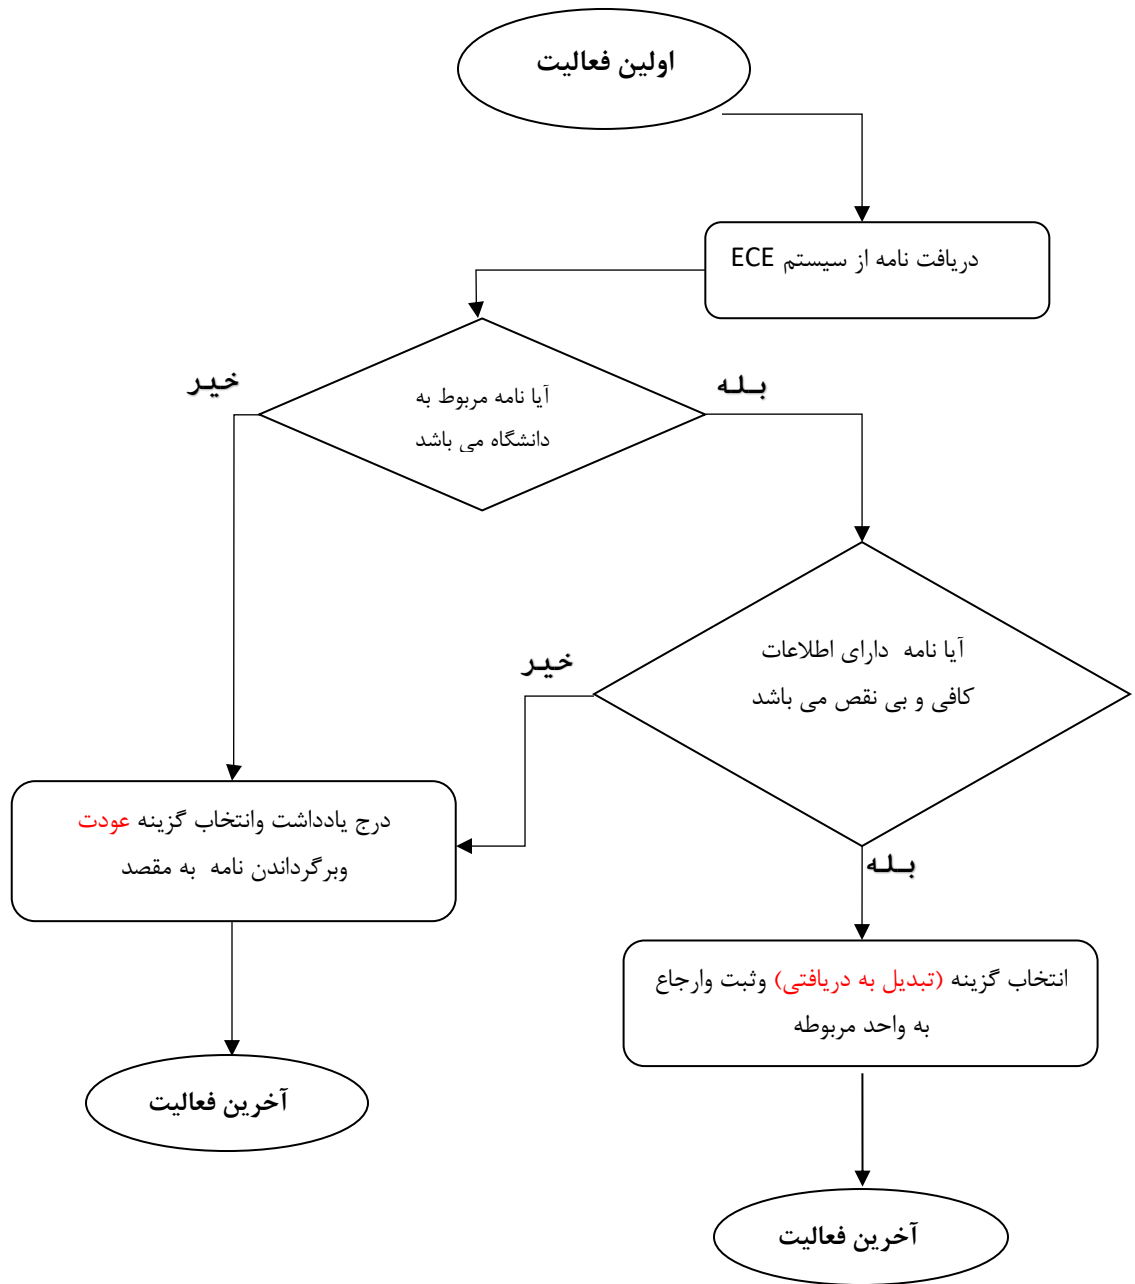 اولین فعالیت
دریافت نامه از سیستم ECE
خیر
بله
آیا نامه مربوط به
دانشگاه می باشد
آیا نامه دارای اطلاعات
کافی و بی نقص می باشد
خیر
درج یادداشت وانتخاب گزینه عودت
وبرگرداندن نامه به مقصد
بله
انتخاب گزینه (تبدیل به دریافتی) وثبت وارجاع
به واحد مربوطه
آخرین فعالیت
آخرین فعالیت